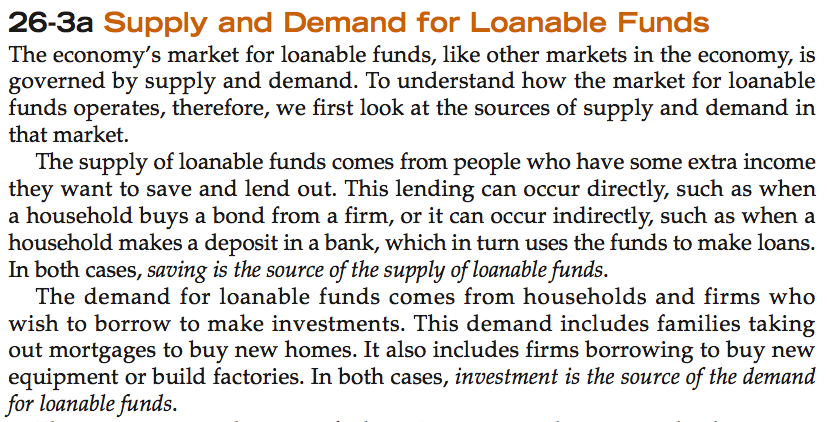 26-3a Supply and Demand for Loanable Funds
The economy’s market for loanable funds, like other markets in the economy, is
governed by supply and demand. To understand how the market for loanable
funds operates, therefore, we first look at the sources of supply and demand in
that market.
The supply of loanable funds comes from people who have some extra income
they want to save and lend out. This lending can occur directly, such as when
a household buys a bond from a firm, or it can occur indirectly, such as when a
household makes a deposit in a bank, which in turn uses the funds to make loans.
In both cases, saving is the source of the supply of loanable funds.
The demand for loanable funds comes from households and firms who
wish to borrow to make investments. This demand includes families taking
out mortgages to buy new homes. It also includes firms borrowing to buy new
equipment or build factories. In both cases, investment is the source of the demand
for loanable funds.